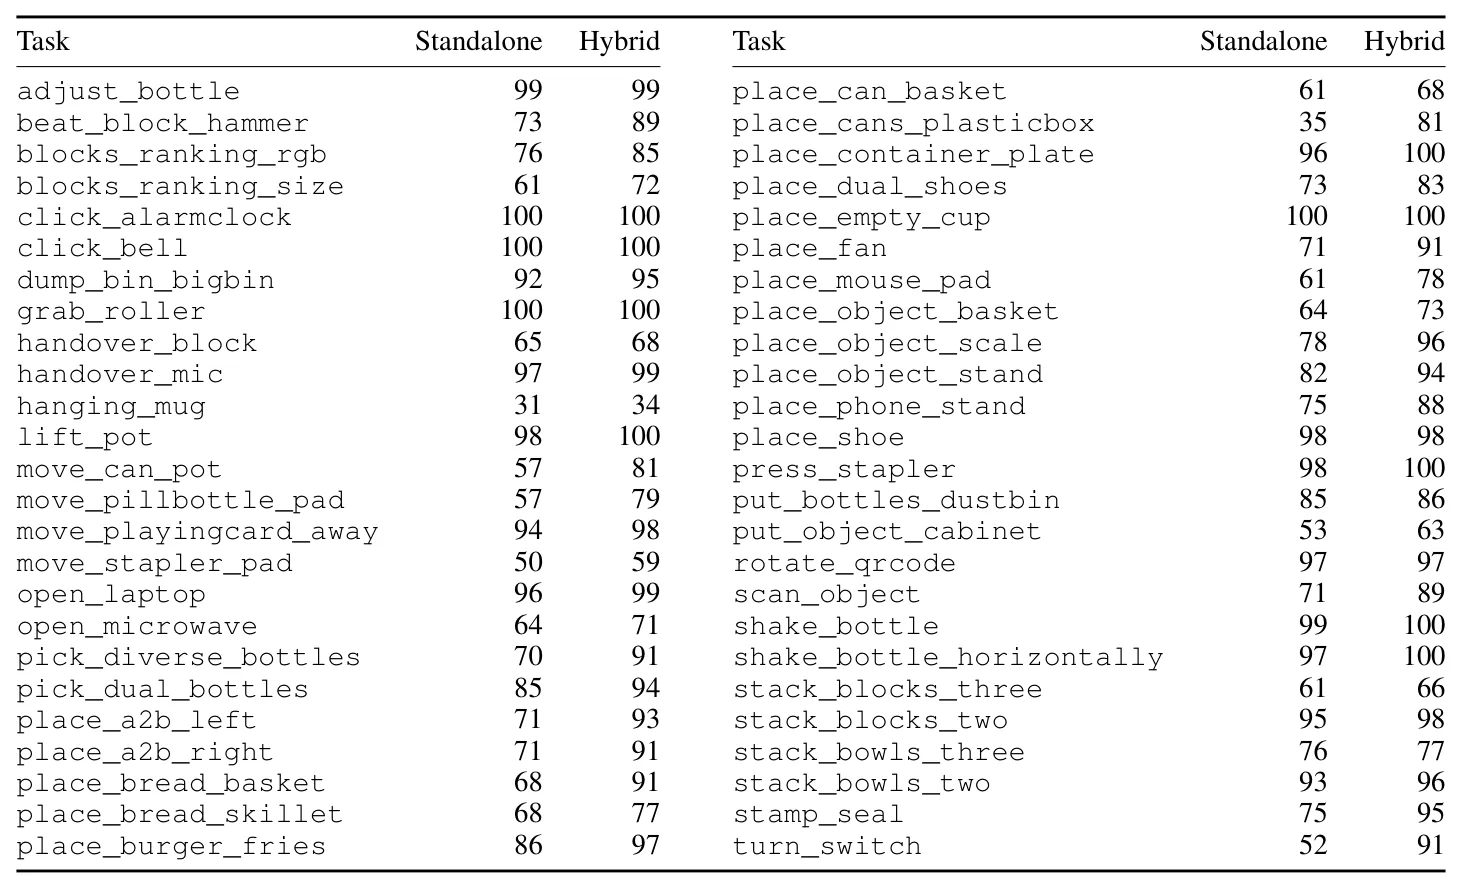 Task Standalone Hybrid Task Standalone Hybrid
adjust_bottle 99 99 place_can_basket 61 68
beat_block_hammer 73 89 place_cans_plasticbox 35 81
blocks_ranking_rgb 76 85 place_container_plate 96 100
blocks_ranking_size 61 72 place_dual_shoes 73 83
click_alarmclock 100 100 place_empty_cup 100 100
click_bell 100 100 place_fan 71 91
dump_bin_bigbin 92 95 place_mouse_pad 61 78
grab_roller 100 100 place_object_basket 64 73
handover_block 65 68 place_object_scale 78 96
handover_mic 97 99 place_object_stand 82 94
hanging_mug 31 34 place_phone_stand 75 88
lift_pot 98 100 place_shoe 98 98
move_can_pot 57 81 press_stapler 98 100
move_pillbottle_pad 57 79 put_bottles_dustbin 85 86
move_playingcard_away 94 98 put_object_cabinet 53 63
move_stapler_pad 50 59 rotate_qrcode 97 97
open_laptop 96 99 scan_object 71 89
open_microwave 64 71 shake_bottle 99 100
pick_diverse_bottles 70 91 shake_bottle_horizontally 97 100
pick_dual_bottles 85 94 stack_blocks_three 61 66
place_a2b_left 71 93 stack_blocks_two 95 98
place_a2b_right 71 91 stack_bowls_three 76 77
place_bread_basket 68 91 stack_bowls_two 93 96
place_bread_skillet 68 77 stamp_seal 75 95
place_burger_fries 86 97 turn_switch 52 91